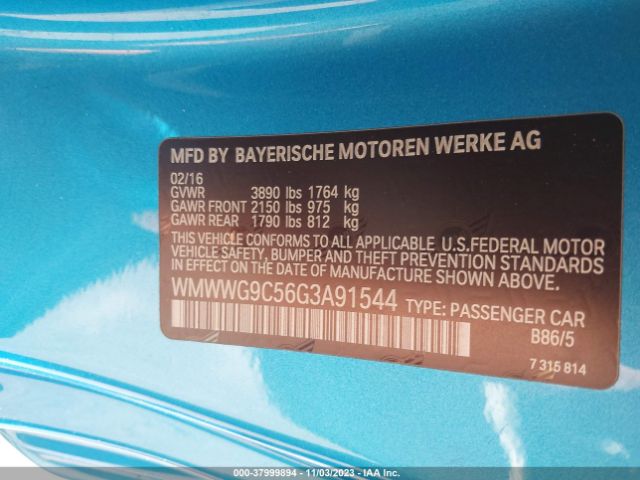 MFD BY BAYERISCHE MOTOREN WERKE AG
02/16
GVWR 3890 lbs 1764 kg
GAWR FRONT 2150 lbs 975 kg
GAWR REAR 1790 lbs 812 kg
THIS VEHICLE CONFORMS TO ALL APPLICABLE U.S.FEDERAL MOTOR
VEHICLE SAFETY, BUMPER, AND THEFT PREVENTION STANDARDS
IN EFFECT ON THE DATE OF MANUFACTURE SHOWN ABOVE.
WMWWG9C56G3A91544 TYPE: PASSENGER CAR
B86/5
7 315 814
000-37999894 - 11/03/2023 - IAAI.COM